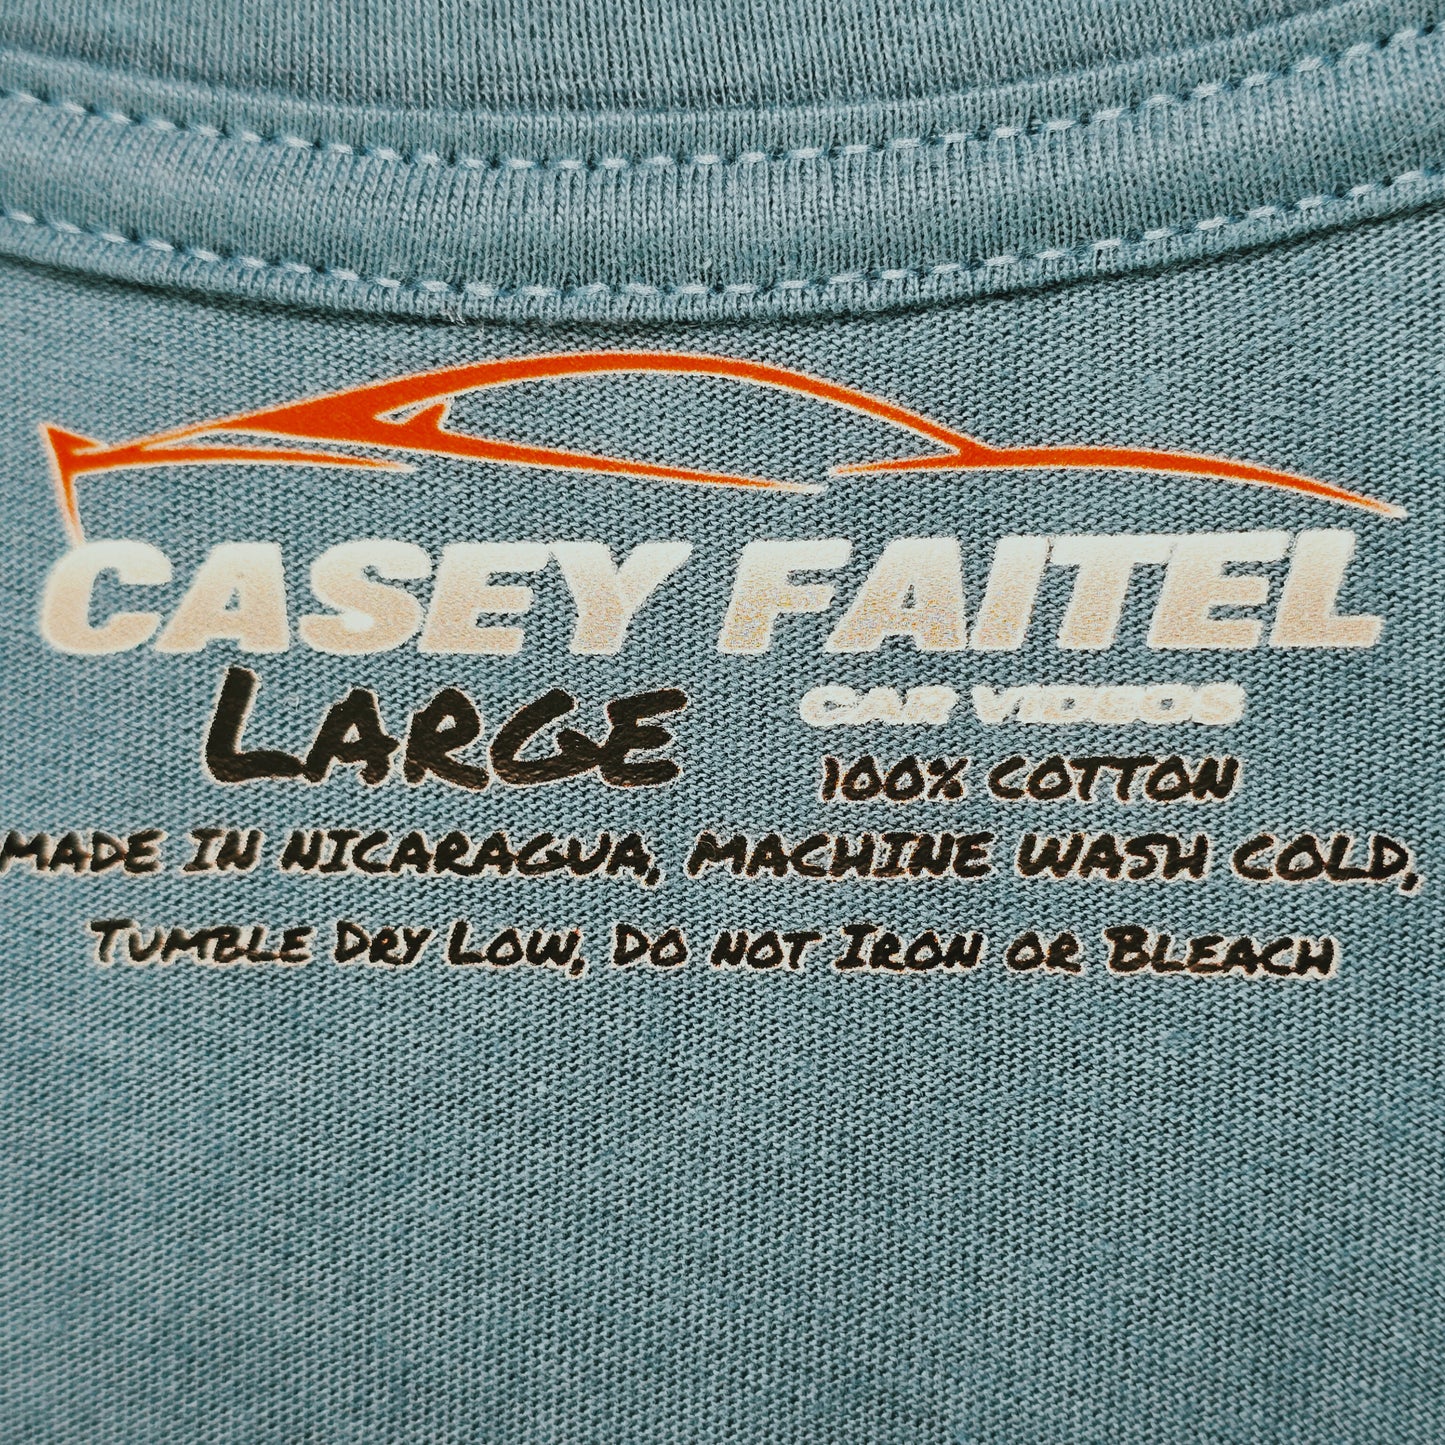 CASEY FAITEL
CAR VIDEOS
LARGE
100% COTTON
MADE IN NICARAGUA, MACHINE WASH COLD,
TUMBLE DRY LOW, DO NOT IRON OR BLEACH